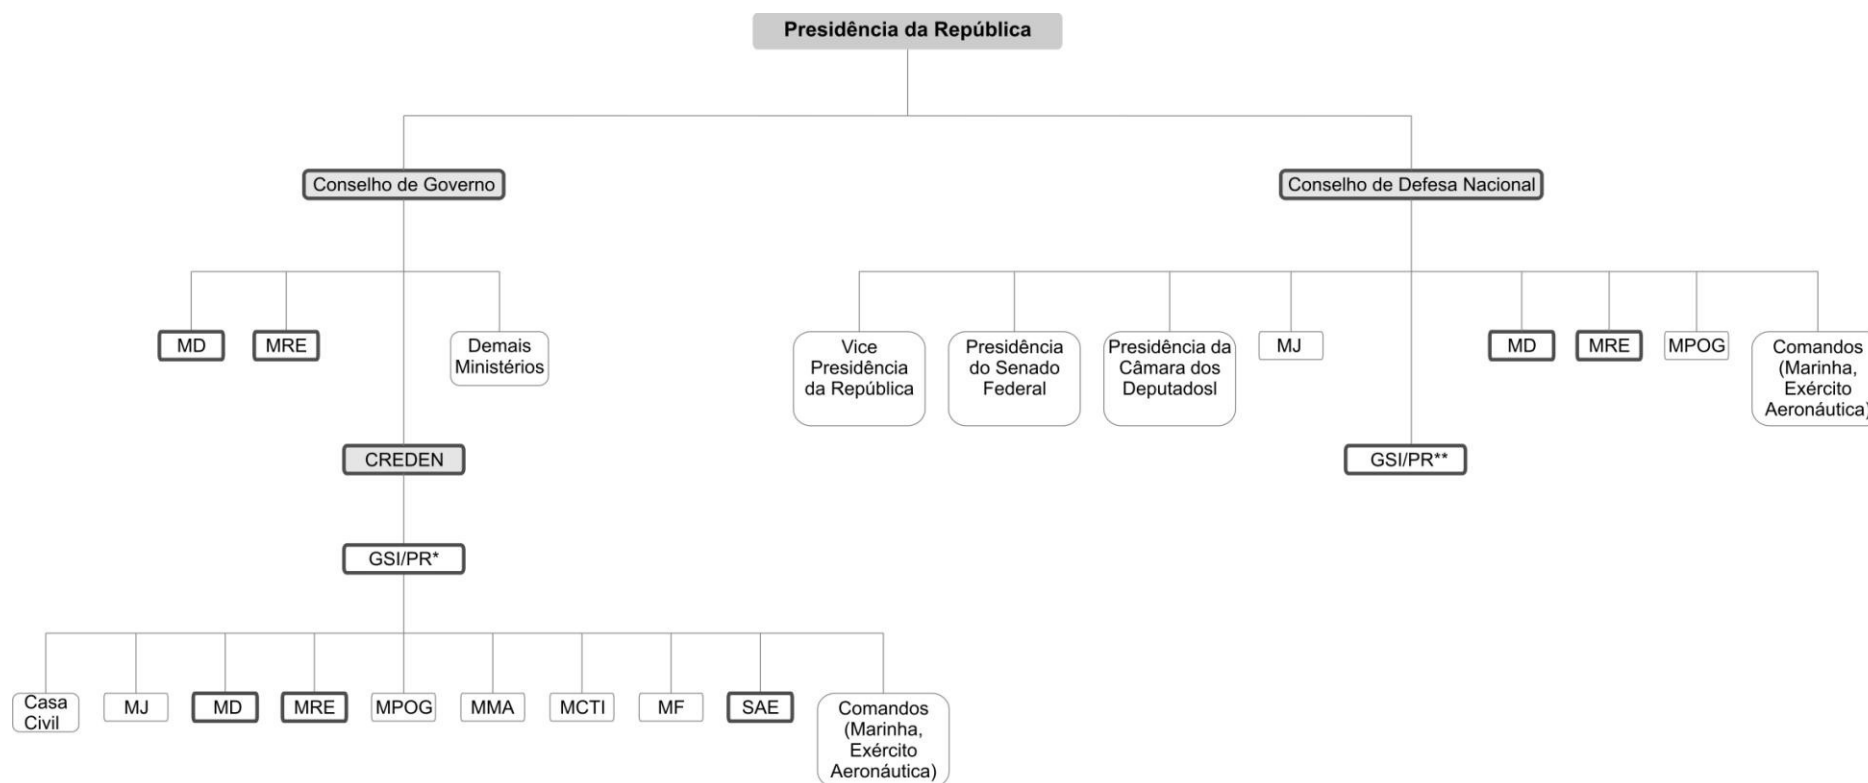 Presidência da República
Conselho de Governo
Conselho de Defesa Nacional
MD
MRE
Demais
Ministérios
Vice
Presidência
da República
Presidência
do Senado
Federal
Presidência da
Câmara dos
Deputadosl
MJ
MD
MRE
MPOG
Comandos
(Marinha,
Exército
Aeronáutica)
CREDEN
GSI/PR**
GSI/PR*
Casa
Civil
MJ
MD
MRE
MPOG
MMA
MCTI
MF
SAE
Comandos
(Marinha,
Exército
Aeronáutica)